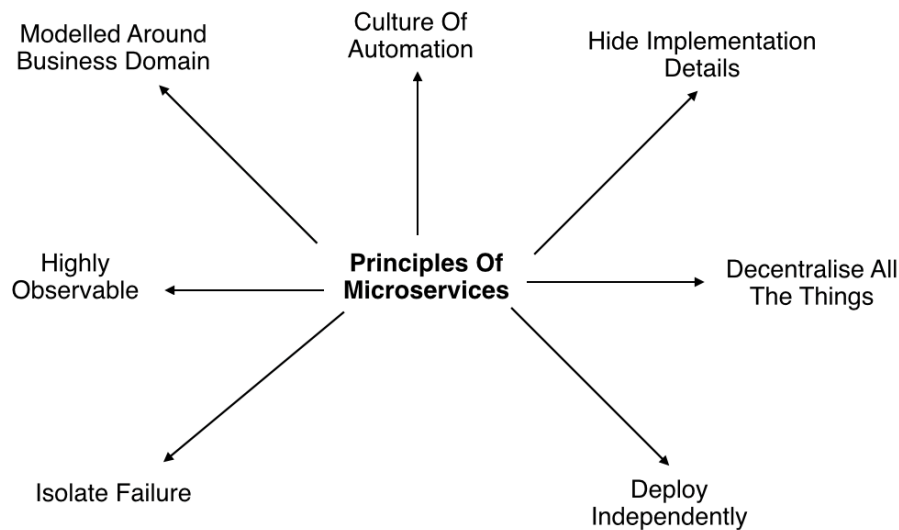 Modelled Around
Business Domain
Culture Of
Automation
Hide Implementation
Details
Highly
Observable
Principles Of
Microservices
Decentralise All
The Things
Isolate Failure
Deploy
Independently